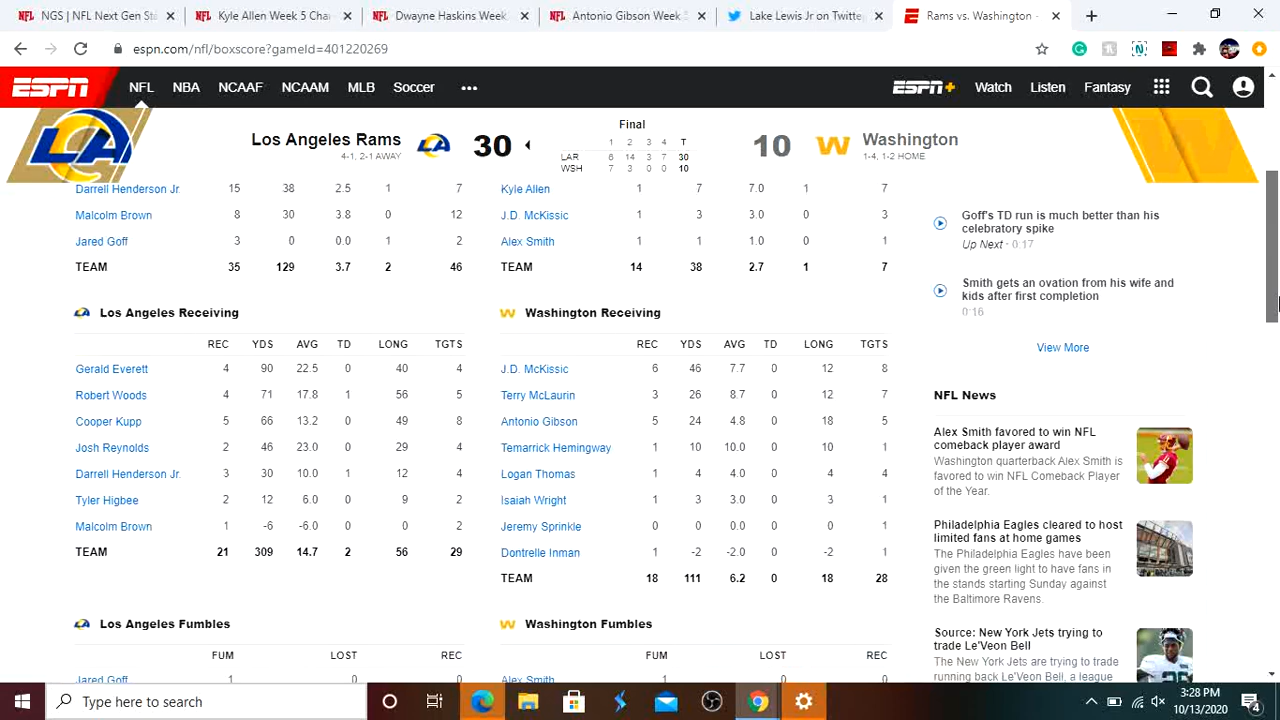 NGS | NFL Next Gen Sta
Kyle Allen Week 5 Char
Dwayne Haskins Week
Antonio Gibson Week 5
Lake Lewis Jr on Twitte
Rams vs. Washington -
espn.com/nfl/boxscore?gameId=401220269
ESPN NFL NBA NCAAF NCAAM MLB Soccer ••• ESPN+ Watch Listen Fantasy
Los Angeles Rams 30 Final 10 Washington
4-1, 2-1 AWAY 1-4, 1-2 HOME
1 2 3 4 T
LAR 6 14 3 7 30
WSH 7 3 0 0 10
Darrell Henderson Jr. 15 38 2.5 1 7
Malcolm Brown 8 30 3.8 0 12
Jared Goff 3 0 0.0 1 2
TEAM 35 129 3.7 2 46
Kyle Allen 1 7 7.0 1 7
J.D. McKissic 1 3 3.0 0 3
Alex Smith 1 1 1.0 0 1
TEAM 14 38 2.7 1 7
Los Angeles Receiving
REC YDS AVG TD LONG TGTS
Gerald Everett 4 90 22.5 0 40 4
Robert Woods 4 71 17.8 1 56 5
Cooper Kupp 5 66 13.2 0 49 8
Josh Reynolds 2 46 23.0 0 29 4
Darrell Henderson Jr. 3 30 10.0 1 12 4
Tyler Higbee 2 12 6.0 0 9 2
Malcolm Brown 1 -6 -6.0 0 0 2
TEAM 21 309 14.7 2 56 29
Washington Receiving
REC YDS AVG TD LONG TGTS
J.D. McKissic 6 46 7.7 0 12 8
Terry McLaurin 3 26 8.7 0 12 7
Antonio Gibson 5 24 4.8 0 18 5
Temarrick Hemingway 1 10 10.0 0 10 1
Logan Thomas 1 4 4.0 0 4 4
Isaiah Wright 1 3 3.0 0 3 1
Jeremy Sprinkle 0 0 0.0 0 0 1
Dontrelle Inman 1 -2 -2.0 0 -2 1
TEAM 18 111 6.2 0 18 28
Los Angeles Fumbles
FUM LOST REC
Jared Goff 1 0 0
Washington Fumbles
FUM LOST REC
Alex Smith 1 0 0
Goff's TD run is much better than his
celebratory spike
Up Next - 0:17
Smith gets an ovation from his wife and
kids after first completion
0:16
View More
NFL News
Alex Smith favored to win NFL
comeback player award
Washington quarterback Alex Smith is
favored to win NFL Comeback Player
of the Year.
Philadelphia Eagles cleared to host
limited fans at home games
The Philadelphia Eagles have been
given the green light to have fans in
the stands starting Sunday against
the Baltimore Ravens.
Source: New York Jets trying to
trade Le'Veon Bell
The New York Jets are trying to trade
running back Le'Veon Bell, a league
Type here to search
3:28 PM
10/13/2020
4